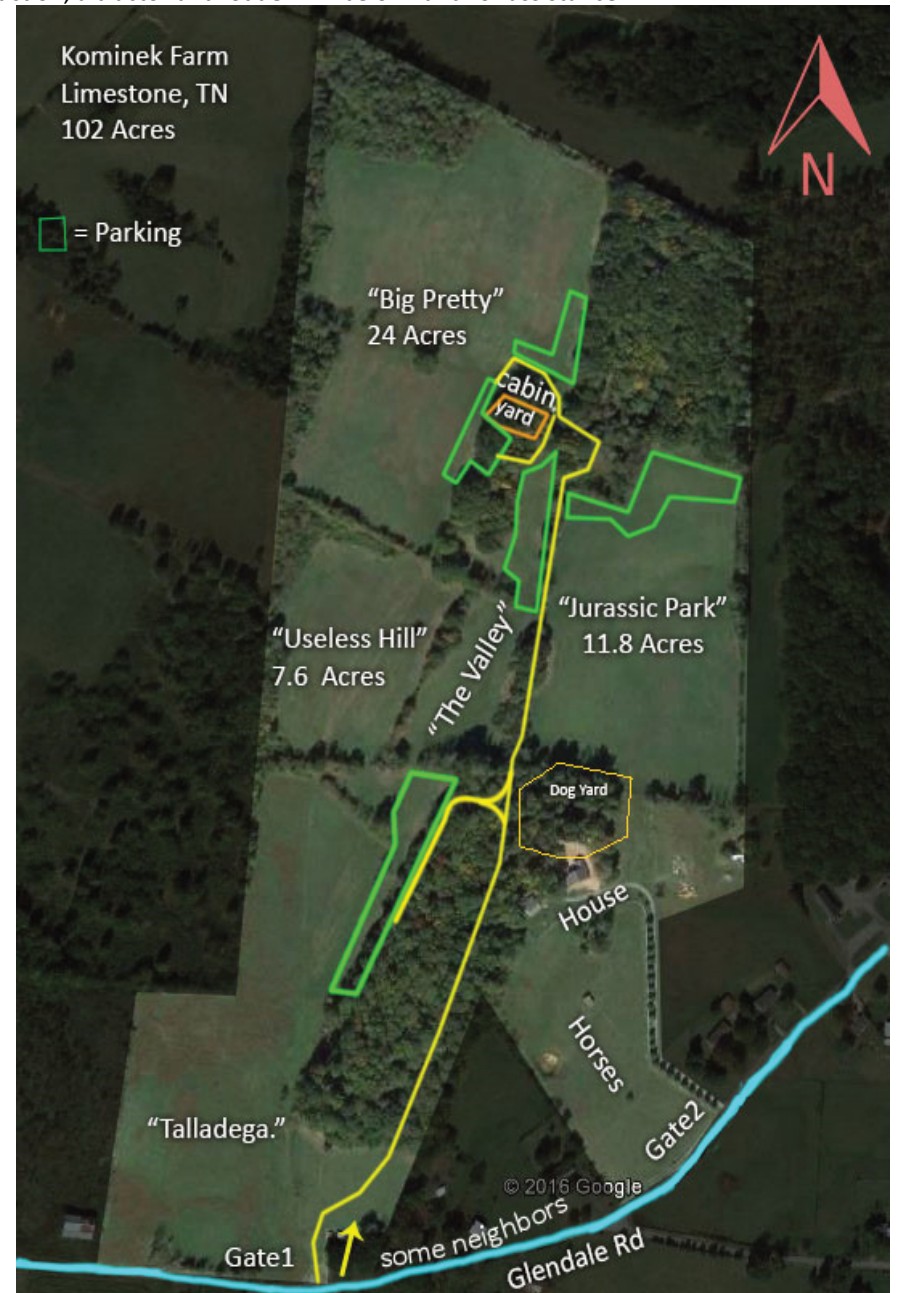 Kominek Farm
Limestone, TN
102 Acres
N
= Parking
“Big Pretty”
24 Acres
cabin
yard
“Jurassic Park”
11.8 Acres
“Useless Hill”
7.6 Acres
“The Valley”
Dog Yard
House
Horses
“Talladega.”
Gate2
© 2016 Google
some neighbors
Gate1
Glendale Rd